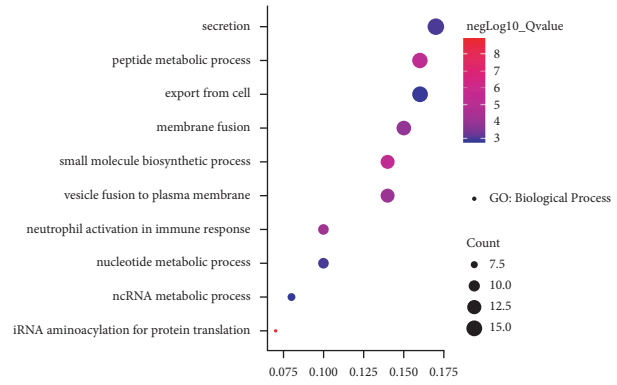 secretion
peptide metabolic process
export from cell
membrane fusion
small molecule biosynthetic process
vesicle fusion to plasma membrane
neutrophil activation in immune response
nucleotide metabolic process
ncRNA metabolic process
iRNA aminoacylation for protein translation
0.075 0.100 0.125 0.150 0.175
negLog10_Qvalue
8
7
6
5
4
3
GO: Biological Process
Count
7.5
10.0
12.5
15.0